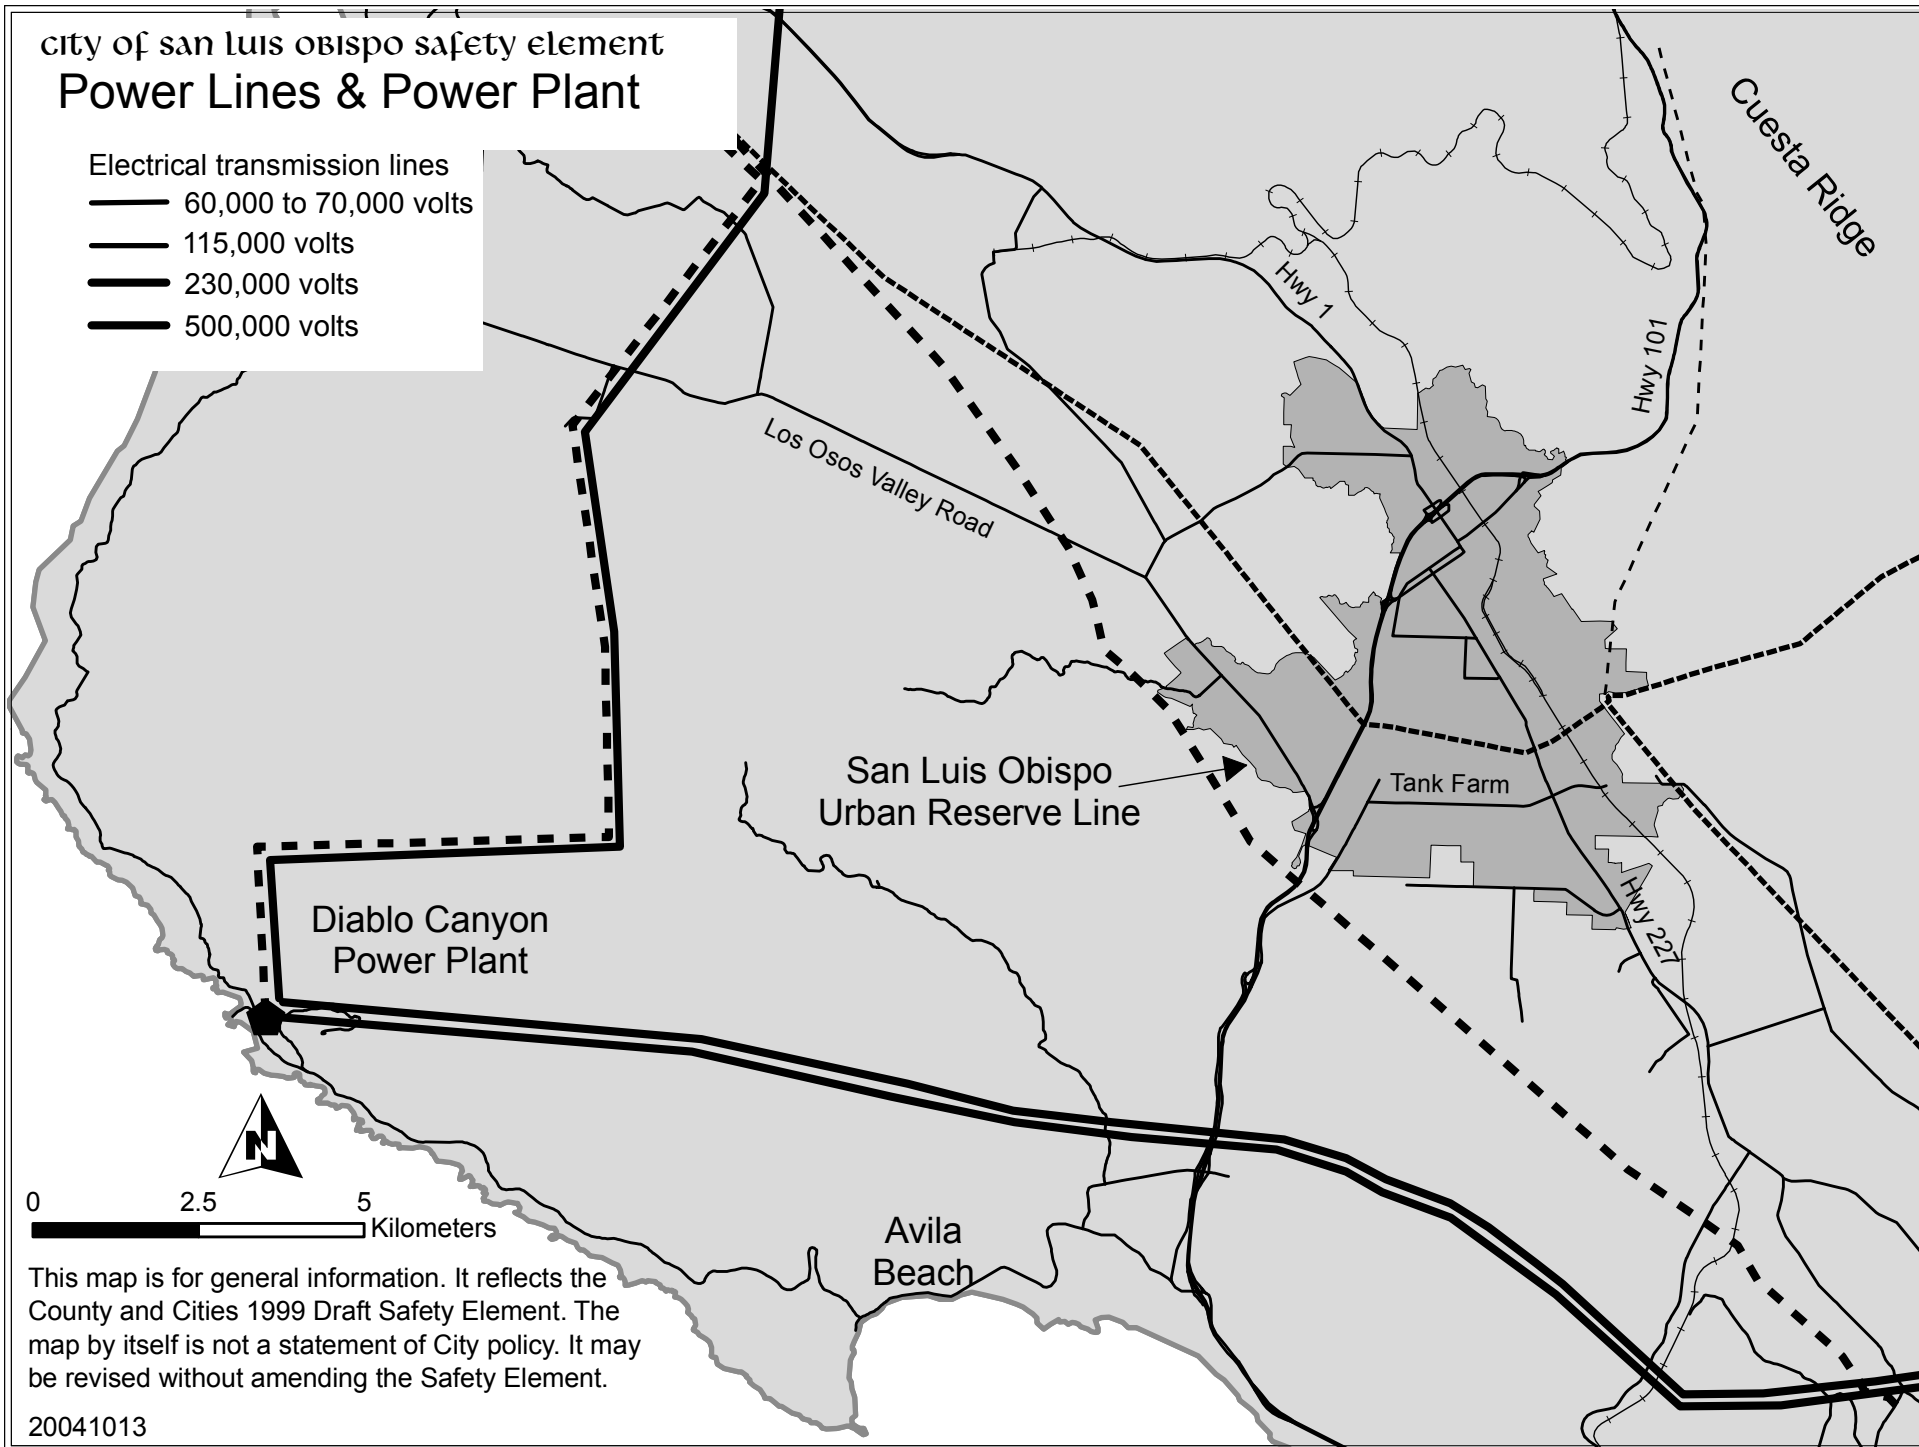 city of san luis obispo safety element
Power Lines & Power Plant
Electrical transmission lines
60,000 to 70,000 volts
115,000 volts
230,000 volts
500,000 volts
Cuesta Ridge
Hwy 1
Hwy 101
Los Osos Valley Road
San Luis Obispo
Urban Reserve Line
Tank Farm
Hwy 227
Diablo Canyon
Power Plant
N
0 2.5 5
Kilometers
Avila
Beach
This map is for general information. It reflects the
County and Cities 1999 Draft Safety Element. The
map by itself is not a statement of City policy. It may
be revised without amending the Safety Element.
20041013